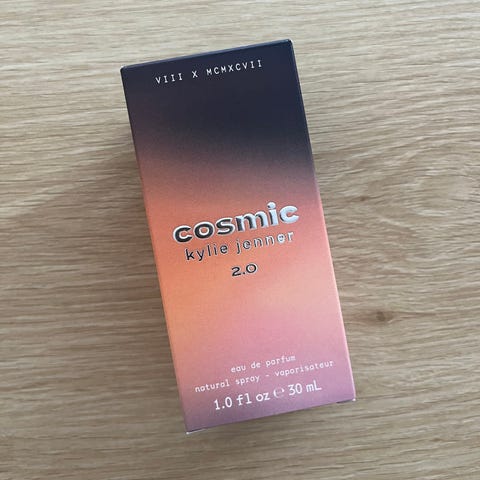 VIII X MCMXCVII
cosmic
kylie jenner
2.0
eau de parfum
natural spray - vaporisateur
1.0 fl oz ℮ 30 mL